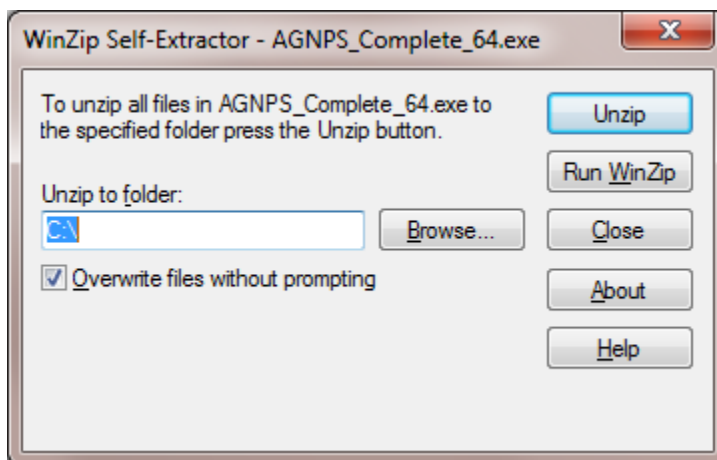 WinZip Self-Extractor - AGNPS_Complete_64.exe
To unzip all files in AGNPS_Complete_64.exe to
the specified folder press the Unzip button.
Unzip
Run WinZip
Unzip to folder:
C:\
Browse...
Close
Overwrite files without prompting
About
Help